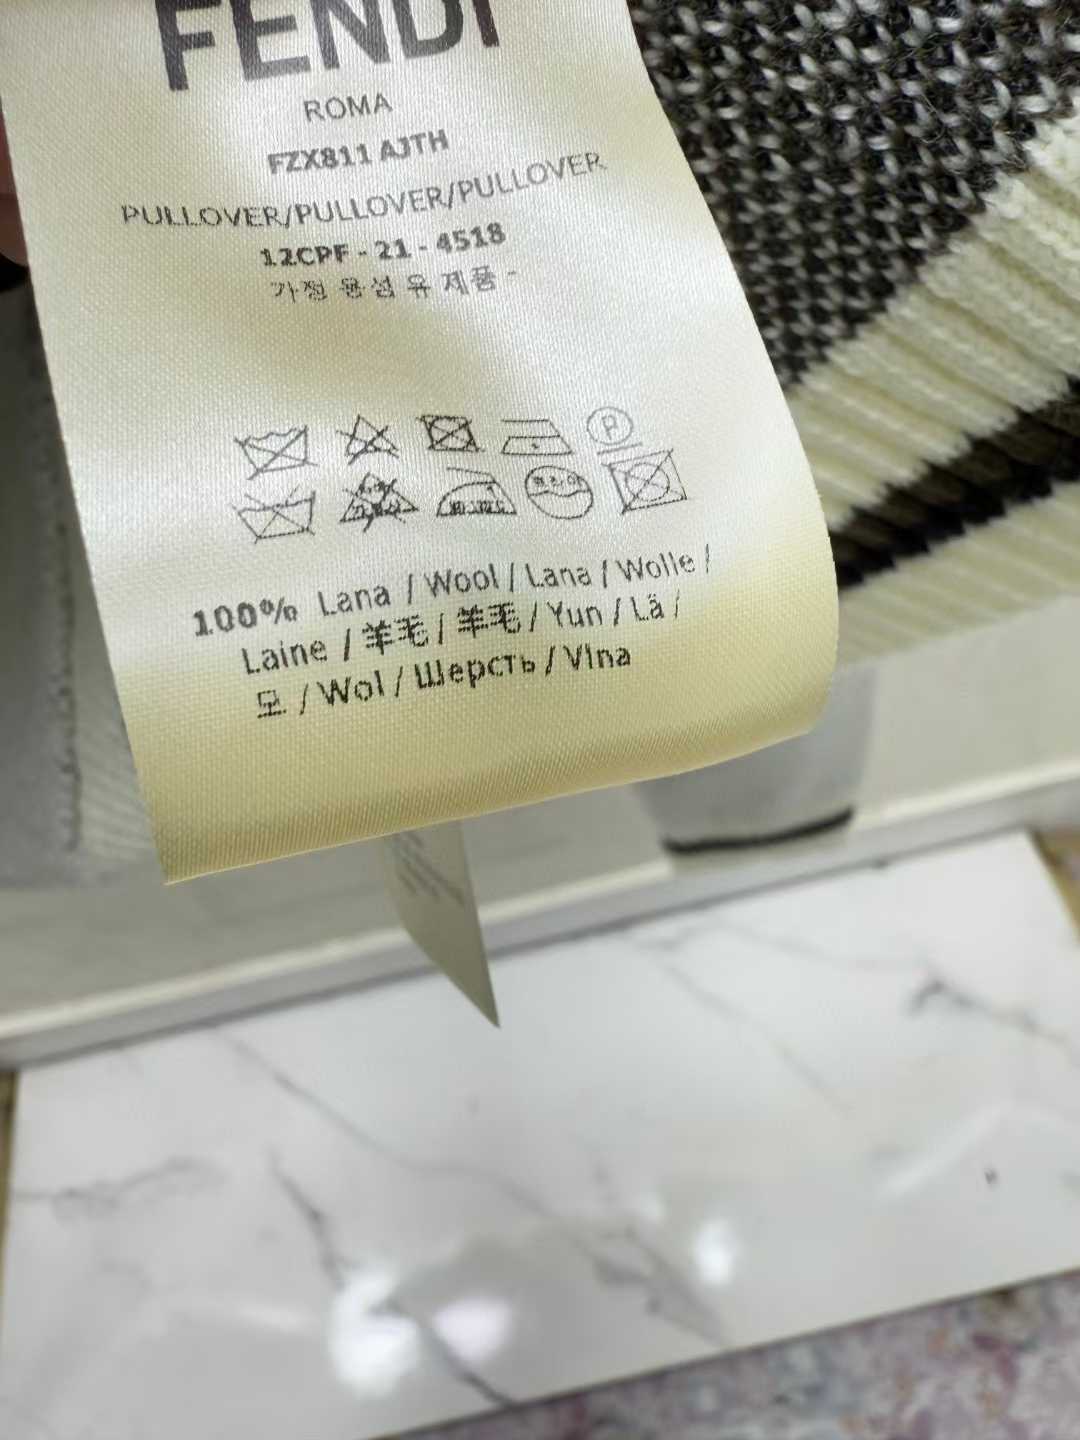 FENDI
ROMA
FZX811 AJTH
PULLOVER/PULLOVER/PULLOVER
12CPF - 21 - 4518
가정 용섬 유 제품 -
P
100% Lana / Wool / Lana / Wolle /
Laine / 羊毛 / 羊毛 / Yun / Lã /
모 / Wol / Шерсть / Vlna